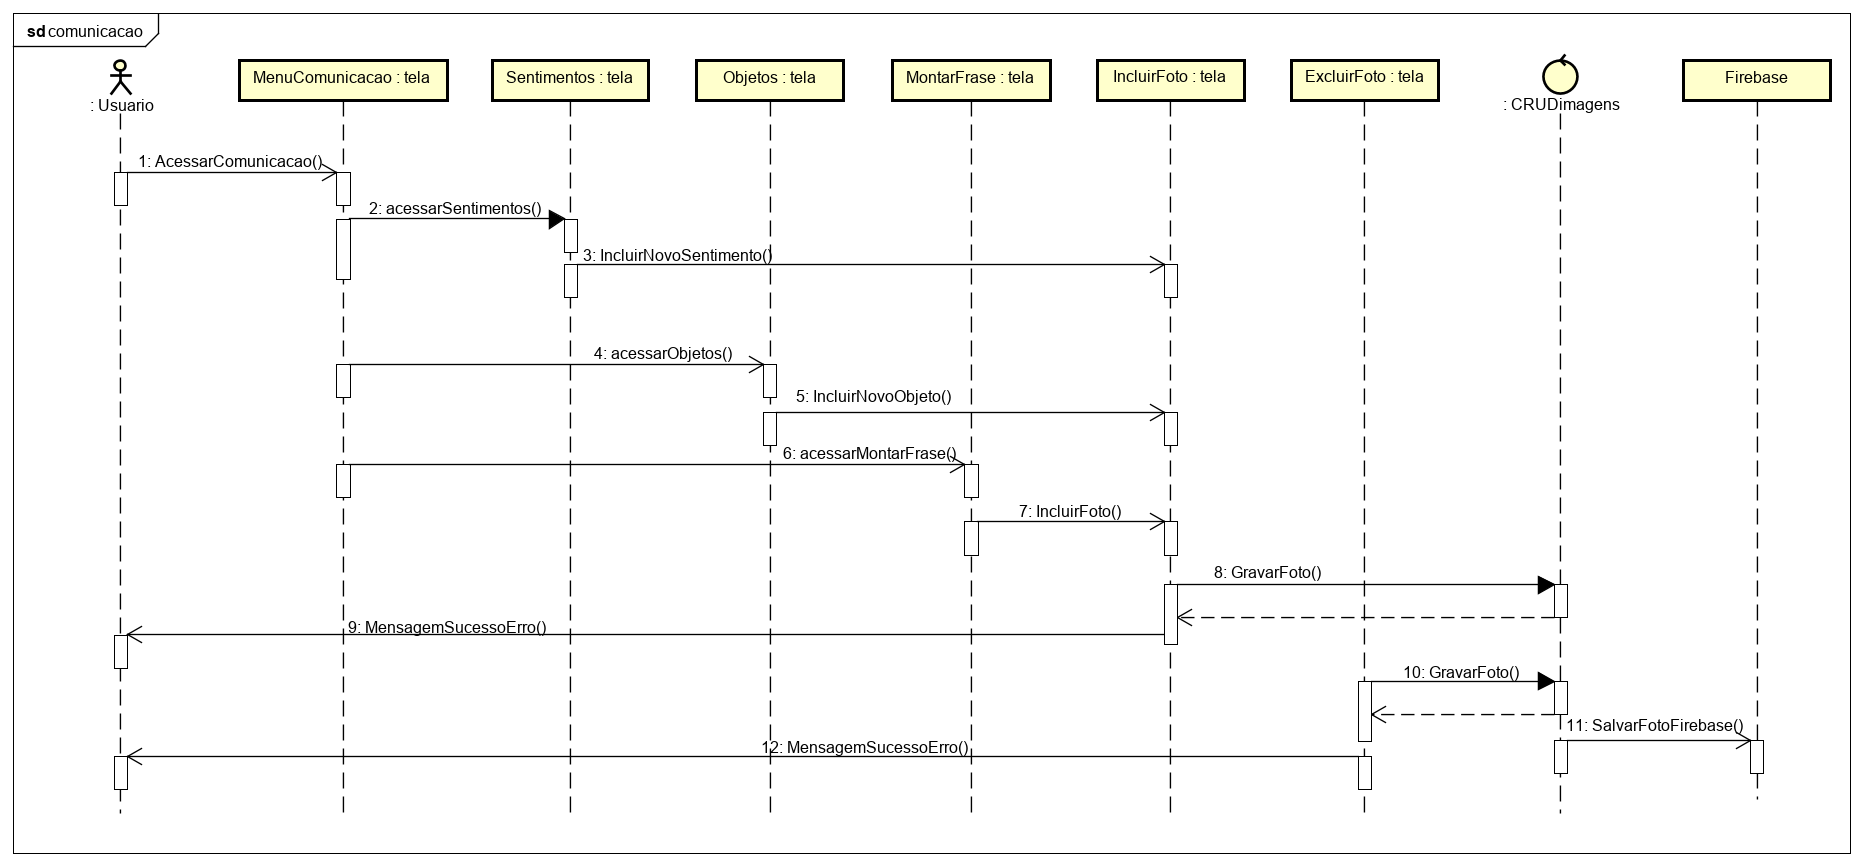 sd comunicacao
: Usuario
MenuComunicacao : tela
Sentimentos : tela
Objetos : tela
MontarFrase : tela
IncluirFoto : tela
ExcluirFoto : tela
: CRUDimagens
Firebase
1: AcessarComunicacao()
2: acessarSentimentos()
3: IncluirNovoSentimento()
4: acessarObjetos()
5: IncluirNovoObjeto()
6: acessarMontarFrase()
7: IncluirFoto()
8: GravarFoto()
9: MensagemSucessoErro()
10: GravarFoto()
11: SalvarFotoFirebase()
12: MensagemSucessoErro()